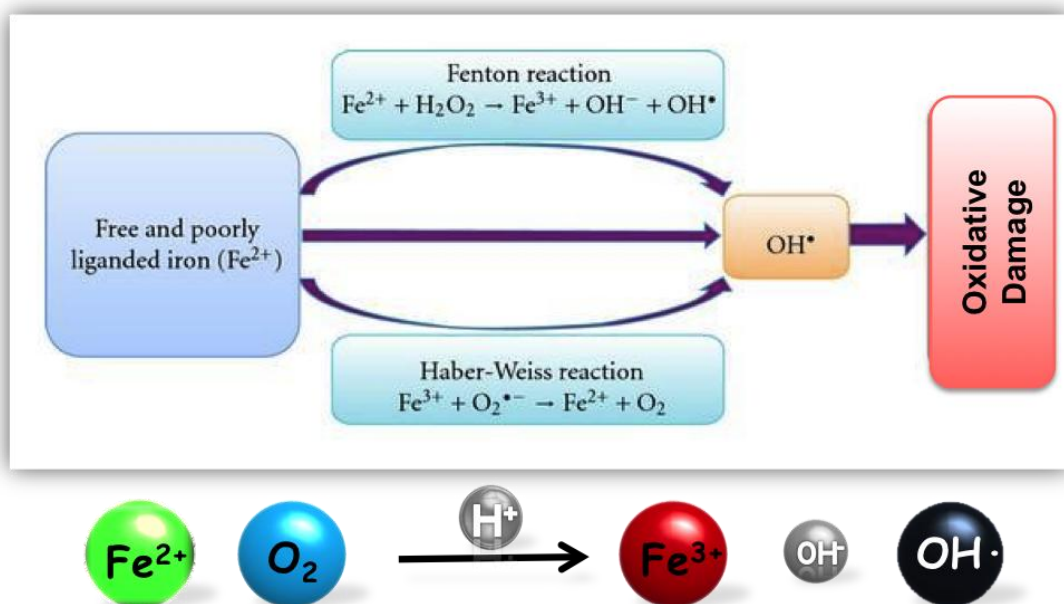 Fenton reaction
Fe²⁺ + H₂O₂ → Fe³⁺ + OH⁻ + OH•
Free and poorly
liganded iron (Fe²⁺)
OH•
Oxidative
Damage
Haber-Weiss reaction
Fe³⁺ + O₂•⁻ → Fe²⁺ + O₂
H⁺
Fe²⁺ O₂ Fe³⁺ OH⁻ OH·